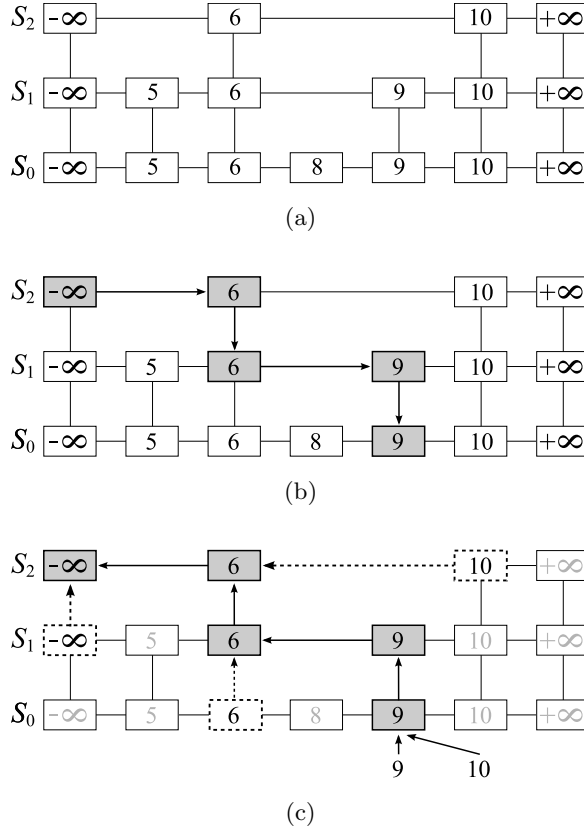 S₂ -∞ 6 10 +∞
S₁ -∞ 5 6 9 10 +∞
S₀ -∞ 5 6 8 9 10 +∞
(a)
S₂ -∞ 6 10 +∞
S₁ -∞ 5 6 9 10 +∞
S₀ -∞ 5 6 8 9 10 +∞
(b)
S₂ -∞ 6 10 +∞
S₁ -∞ 5 6 9 10 +∞
S₀ -∞ 5 6 8 9 10 +∞
9 10
(c)